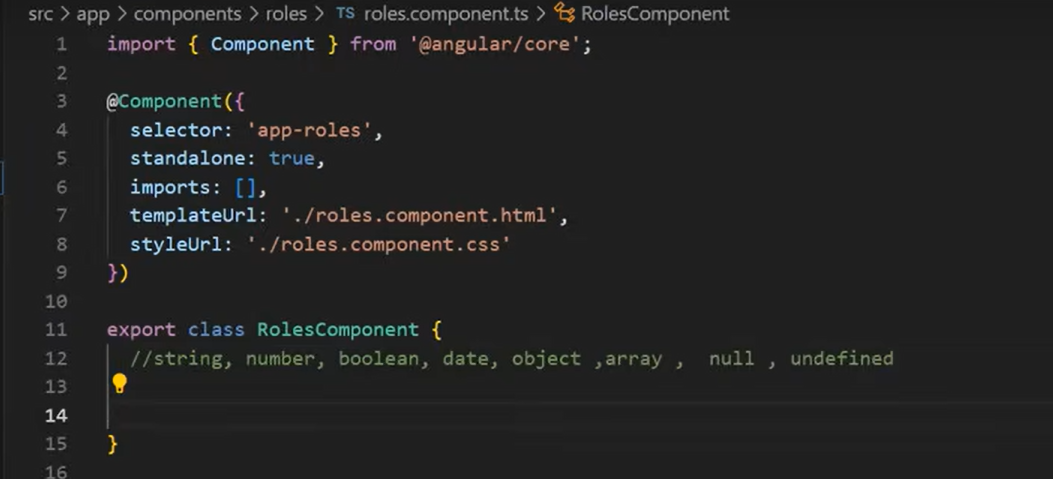 src > app > components > roles > TS roles.component.ts > RolesComponent
1 import { Component } from '@angular/core';
2
3 @Component({
4 selector: 'app-roles',
5 standalone: true,
6 imports: [],
7 templateUrl: './roles.component.html',
8 styleUrl: './roles.component.css'
9 })
10
11 export class RolesComponent {
12 //string, number, boolean, date, object ,array ,  null , undefined
13
14
15 }
16